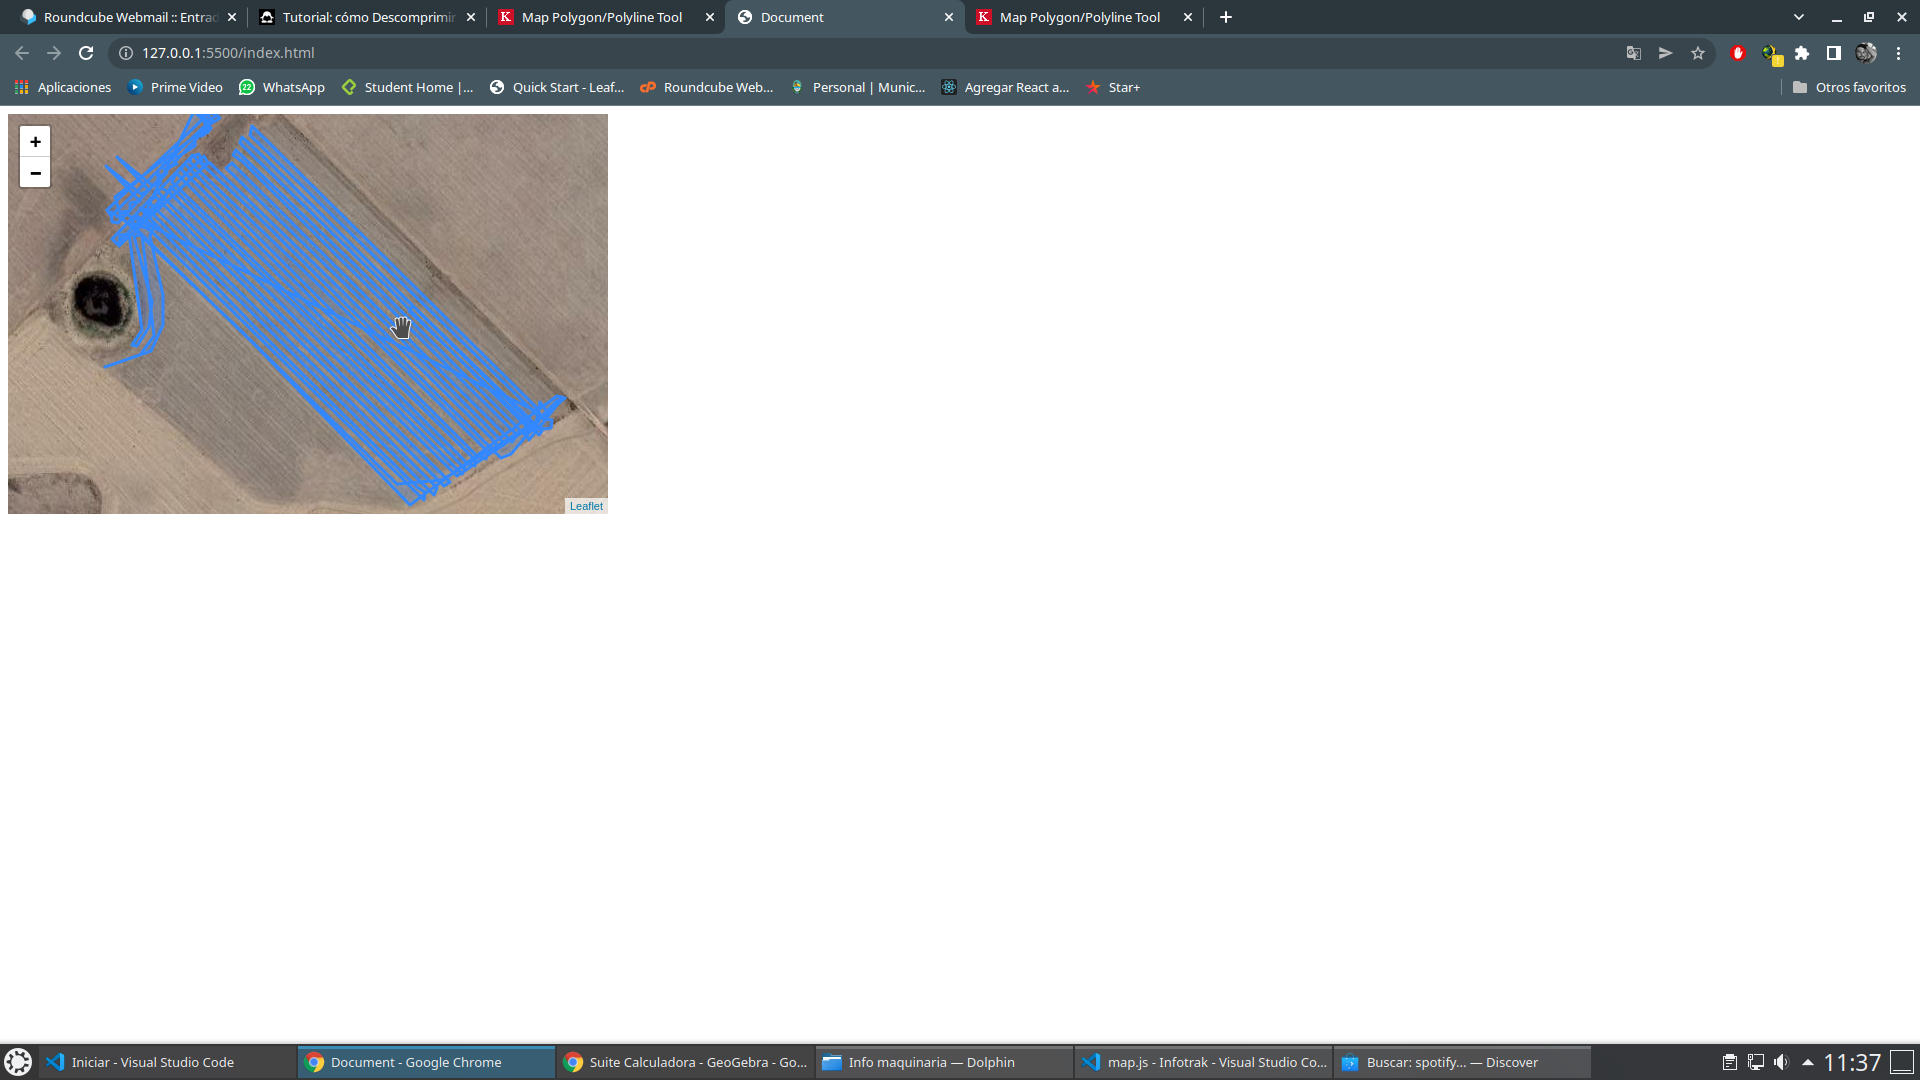 Roundcube Webmail :: Entrad
Tutorial: cómo Descomprimir
Map Polygon/Polyline Tool
Document
Map Polygon/Polyline Tool
127.0.0.1:5500/index.html
Aplicaciones
Prime Video
22
WhatsApp
Student Home |...
Quick Start - Leaf...
Roundcube Web...
Personal | Munic...
Agregar React a...
Star+
Otros favoritos
+
−
Leaflet
Iniciar - Visual Studio Code
Document - Google Chrome
Suite Calculadora - GeoGebra - Go...
Info maquinaria — Dolphin
map.js - Infotrak - Visual Studio Co...
Buscar: spotify... — Discover
11:37